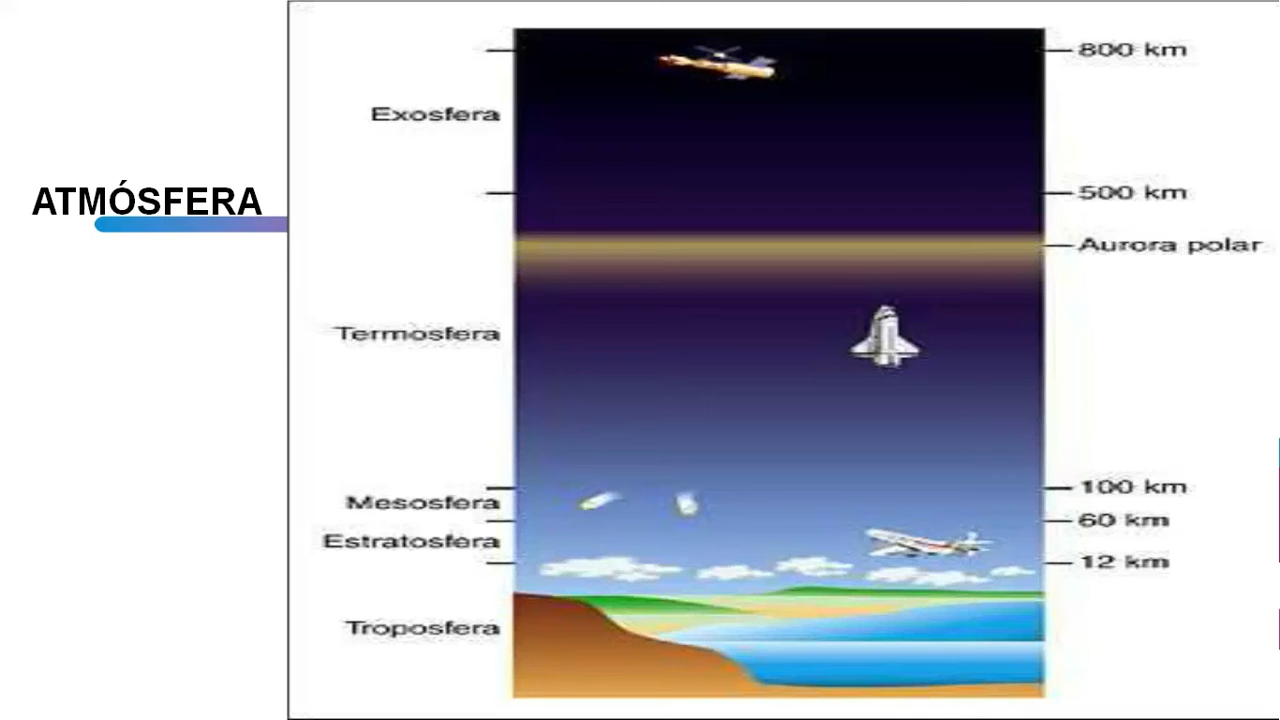 ATMÓSFERA
800 km
Exosfera
500 km
Aurora polar
Termosfera
100 km
Mesosfera
60 km
Estratosfera
12 km
Troposfera